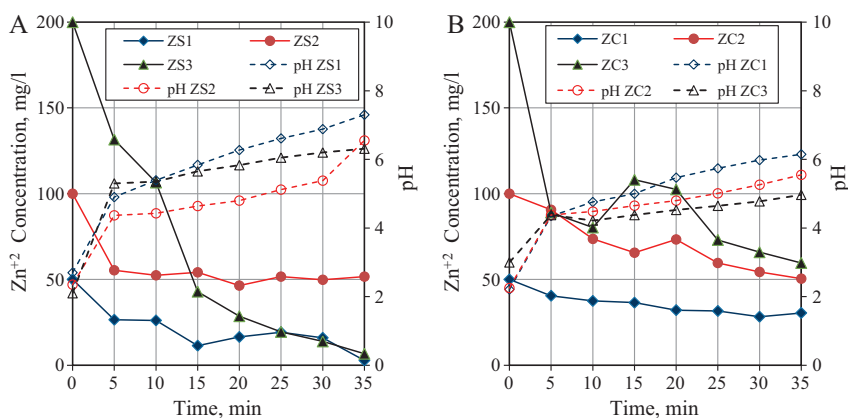 A
ZS1 ZS2
ZS3 pH ZS1
pH ZS2 pH ZS3
200
150
100
50
0
10
8
6
4
2
0
0 5 10 15 20 25 30 35
Zn+2 Concentration, mg/l
pH
Time, min
B
ZC1 ZC2
ZC3 pH ZC1
pH ZC2 pH ZC3
200
150
100
50
0
10
8
6
4
2
0
0 5 10 15 20 25 30 35
Zn+2 Concentration, mg/l
pH
Time, min